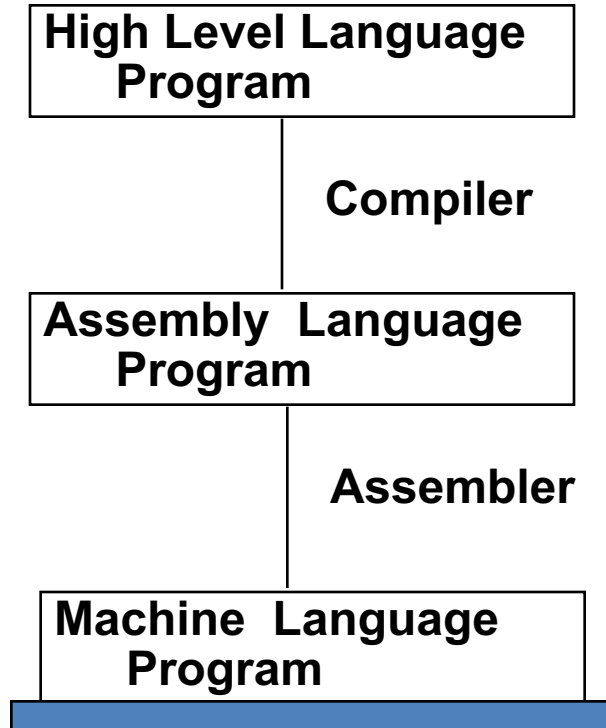 High Level Language
Program
Compiler
Assembly Language
Program
Assembler
Machine Language
Program